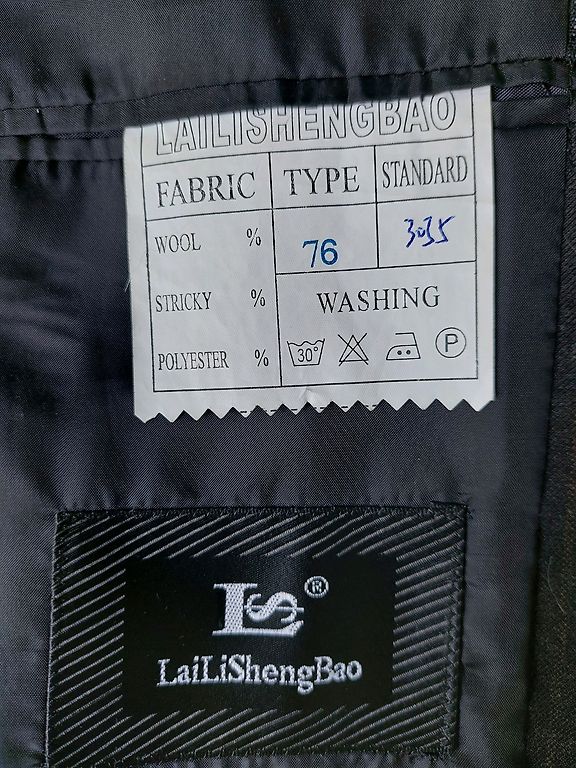 LAILISHENGBAO
FABRIC TYPE STANDARD
WOOL % 76 3035
STRICKY %
WASHING
POLYESTER % 30° P
LS®
LaiLiShengBao